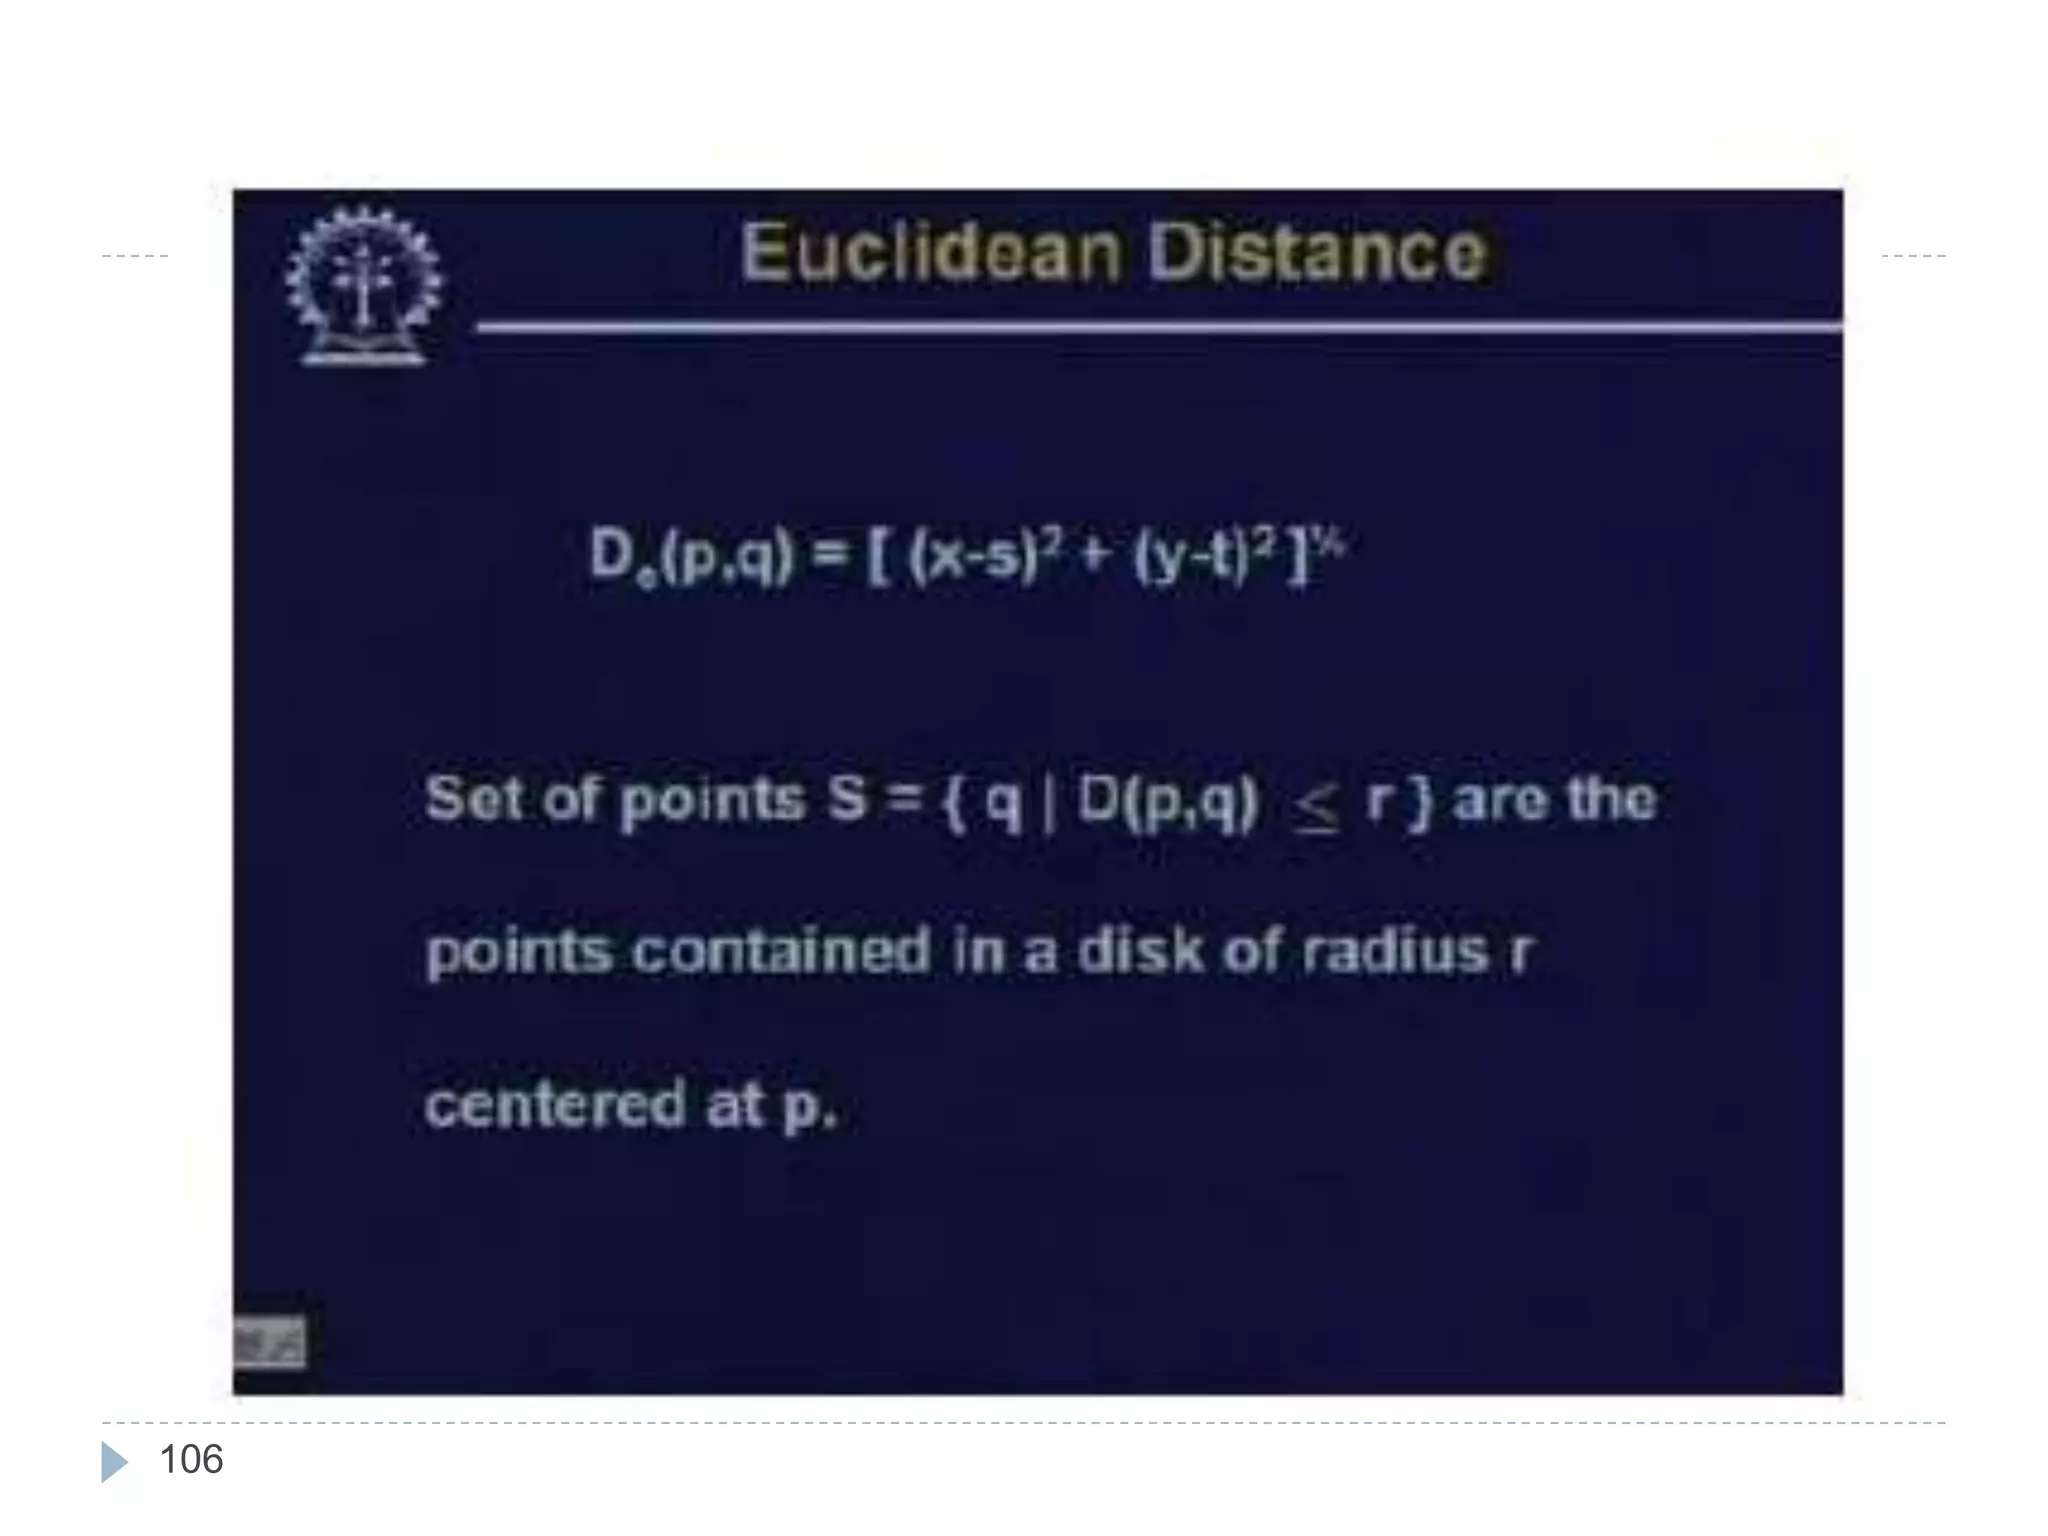 Euclidean Distance
Dₑ(p,q) = [ (x-s)² + (y-t)² ]^½
Set of points S = { q | D(p,q) ≤ r } are the
points contained in a disk of radius r
centered at p.
106